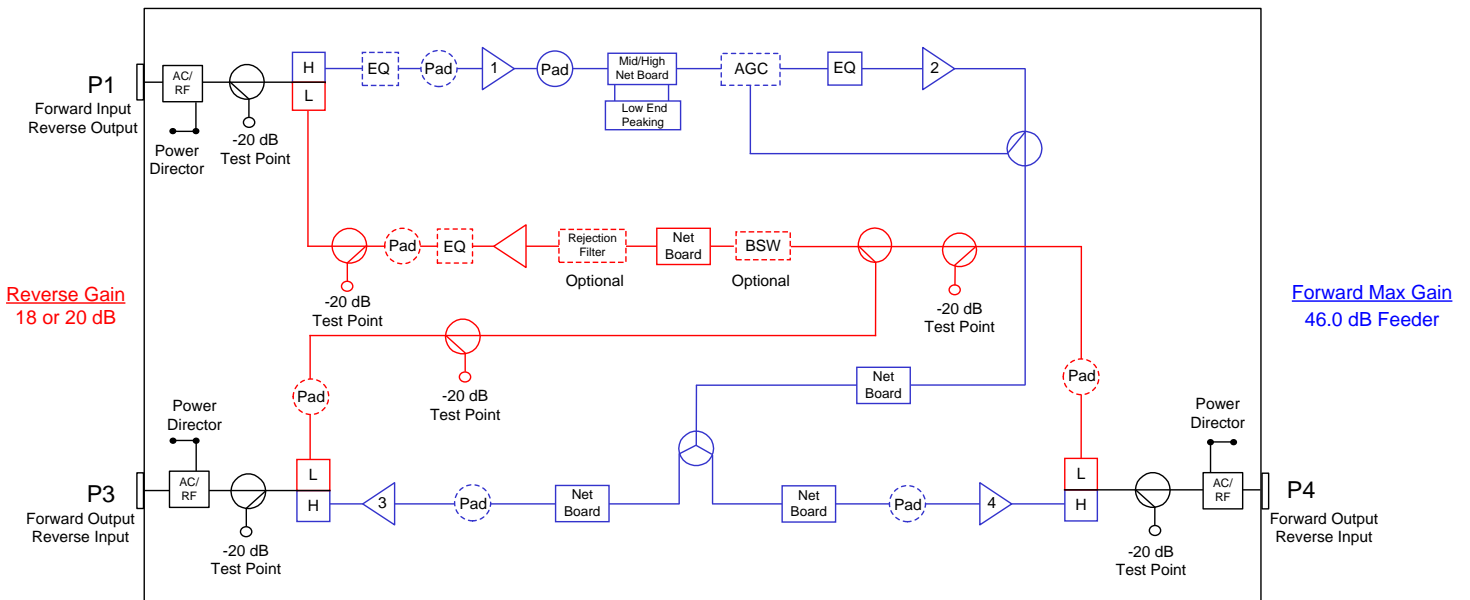 P1
Forward Input
Reverse Output
AC/
RF
Power
Director
-20 dB
Test Point
H
L
EQ
Pad
1
Pad
Mid/High
Net Board
Low End
Peaking
AGC
EQ
2
-20 dB
Test Point
Pad
EQ
Rejection
Filter
Optional
Net
Board
BSW
Optional
-20 dB
Test Point
Reverse Gain
18 or 20 dB
Forward Max Gain
46.0 dB Feeder
-20 dB
Test Point
Pad
Pad
Net
Board
Power
Director
AC/
RF
P3
Forward Output
Reverse Input
-20 dB
Test Point
L
H
3
Pad
Net
Board
Net
Board
Pad
4
L
H
-20 dB
Test Point
Power
Director
AC/
RF
P4
Forward Output
Reverse Input